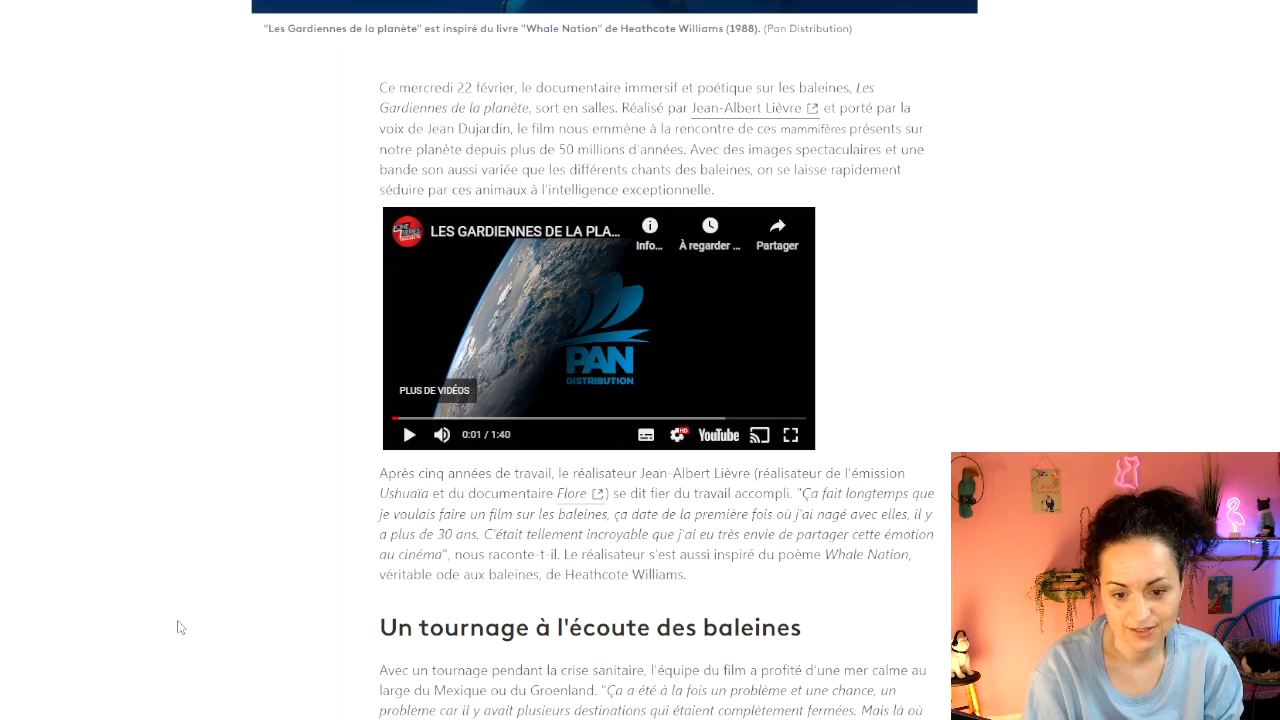 "Les Gardiennes de la planète" est inspiré du livre "Whale Nation" de Heathcote Williams (1988). (Pan Distribution)
Ce mercredi 22 février, le documentaire immersif et poétique sur les baleines, Les
Gardiennes de la planète, sort en salles. Réalisé par Jean-Albert Lièvre et porté par la
voix de Jean Dujardin, le film nous emmène à la rencontre de ces mammifères présents sur
notre planète depuis plus de 50 millions d'années. Avec des images spectaculaires et une
bande son aussi variée que les différents chants des baleines, on se laisse rapidement
séduire par ces animaux à l'intelligence exceptionnelle.
LES GARDIENNES DE LA PLA...
Info...
À regarder ...
Partager
PAN
DISTRIBUTION
PLUS DE VIDÉOS
0:01 / 1:40
HD
YouTube
Après cinq années de travail, le réalisateur Jean-Albert Lièvre (réalisateur de l'émission
Ushuaïa et du documentaire Flore ) se dit fier du travail accompli. "Ça fait longtemps que
je voulais faire un film sur les baleines, ça date de la première fois où j'ai nagé avec elles, il y
a plus de 30 ans. C'était tellement incroyable que j'ai eu très envie de partager cette émotion
au cinéma", nous raconte-t-il. Le réalisateur s'est aussi inspiré du poème Whale Nation,
véritable ode aux baleines, de Heathcote Williams.
Un tournage à l'écoute des baleines
Avec un tournage pendant la crise sanitaire, l'équipe du film a profité d'une mer calme au
large du Mexique ou du Groenland. "Ça a été à la fois un problème et une chance, un
problème car il y avait plusieurs destinations qui étaient complètement fermées. Mais là où